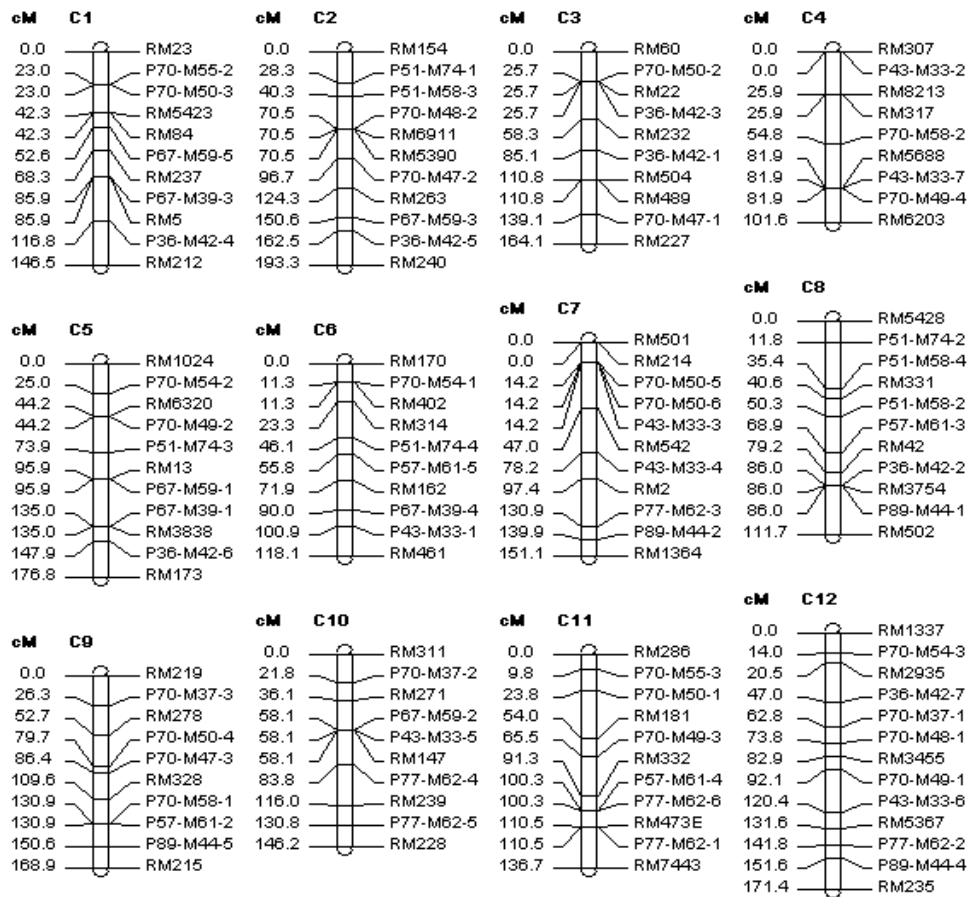 cM C1
0.0 RM23
23.0 P70-M55-2
23.0 P70-M50-3
42.3 RM5423
42.3 RM84
52.6 P67-M59-5
68.3 RM237
85.9 P67-M39-3
85.9 RM5
116.8 P36-M42-4
146.5 RM212
cM C2
0.0 RM154
28.3 P51-M74-1
40.3 P51-M58-3
70.5 P70-M48-2
70.5 RM6911
70.5 RM5390
96.7 P70-M47-2
124.3 RM263
150.6 P67-M59-3
162.5 P36-M42-5
193.3 RM240
cM C3
0.0 RM60
25.7 P70-M50-2
25.7 RM22
25.7 P36-M42-3
58.3 RM232
85.1 P36-M42-1
110.8 RM504
110.8 RM489
139.1 P70-M47-1
164.1 RM227
cM C4
0.0 RM307
0.0 P43-M33-2
25.9 RM8213
25.9 RM317
54.8 P70-M58-2
81.9 RM5688
81.9 P43-M33-7
81.9 P70-M49-4
101.6 RM6203
cM C5
0.0 RM1024
25.0 P70-M54-2
44.2 RM6320
44.2 P70-M49-2
73.9 P51-M74-3
95.9 RM13
95.9 P67-M59-1
135.0 P67-M39-1
135.0 RM3838
147.9 P36-M42-6
176.8 RM173
cM C6
0.0 RM170
11.3 P70-M54-1
11.3 RM402
23.3 RM314
46.1 P51-M74-4
55.8 P57-M61-5
71.9 RM162
90.0 P67-M39-4
100.9 P43-M33-1
118.1 RM461
cM C7
0.0 RM501
0.0 RM214
14.2 P70-M50-5
14.2 P70-M50-6
14.2 P43-M33-3
47.0 RM542
78.2 P43-M33-4
97.4 RM2
130.9 P77-M62-3
139.9 P89-M44-2
151.1 RM1364
cM C8
0.0 RM5428
11.8 P51-M74-2
35.4 P51-M58-4
40.6 RM331
50.3 P51-M58-2
68.9 P57-M61-3
79.2 RM42
86.0 P36-M42-2
86.0 RM3754
86.0 P89-M44-1
111.7 RM502
cM C9
0.0 RM219
26.3 P70-M37-3
52.7 RM278
79.7 P70-M50-4
86.4 P70-M47-3
109.6 RM328
130.9 P70-M58-1
130.9 P57-M61-2
150.6 P89-M44-5
168.9 RM215
cM C10
0.0 RM311
21.8 P70-M37-2
36.1 RM271
58.1 P67-M59-2
58.1 P43-M33-5
58.1 RM147
83.8 P77-M62-4
116.0 RM239
130.8 P77-M62-5
146.2 RM228
cM C11
0.0 RM286
9.8 P70-M55-3
23.8 P70-M50-1
54.0 RM181
65.5 P70-M49-3
91.3 RM332
100.3 P57-M61-4
100.3 P77-M62-6
110.5 RM473E
110.5 P77-M62-1
136.7 RM7443
cM C12
0.0 RM1337
14.0 P70-M54-3
20.5 RM2935
47.0 P36-M42-7
62.8 P70-M37-1
73.8 P70-M48-1
82.9 RM3455
92.1 P70-M49-1
120.4 P43-M33-6
131.6 RM5367
141.8 P77-M62-2
151.6 P89-M44-4
171.4 RM235